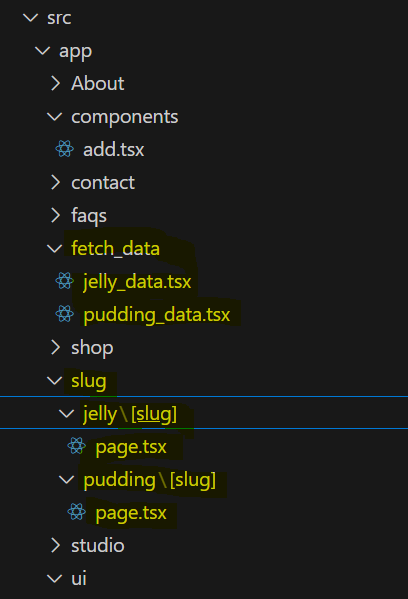 src
app
About
components
add.tsx
contact
faqs
fetch_data
jelly_data.tsx
pudding_data.tsx
shop
slug
jelly\[slug]
page.tsx
pudding\[slug]
page.tsx
studio
ui